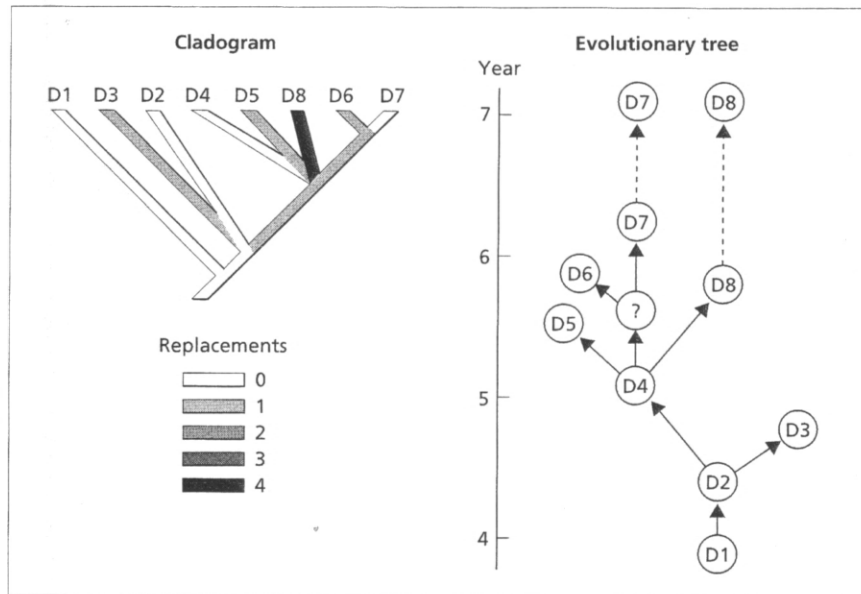 Cladogram
D1 D3 D2 D4 D5 D8 D6 D7
Replacements
0
1
2
3
4
Evolutionary tree
Year
7
6
5
4
D7 D8
D7
D6 ? D8
D5
D4
D3
D2
D1